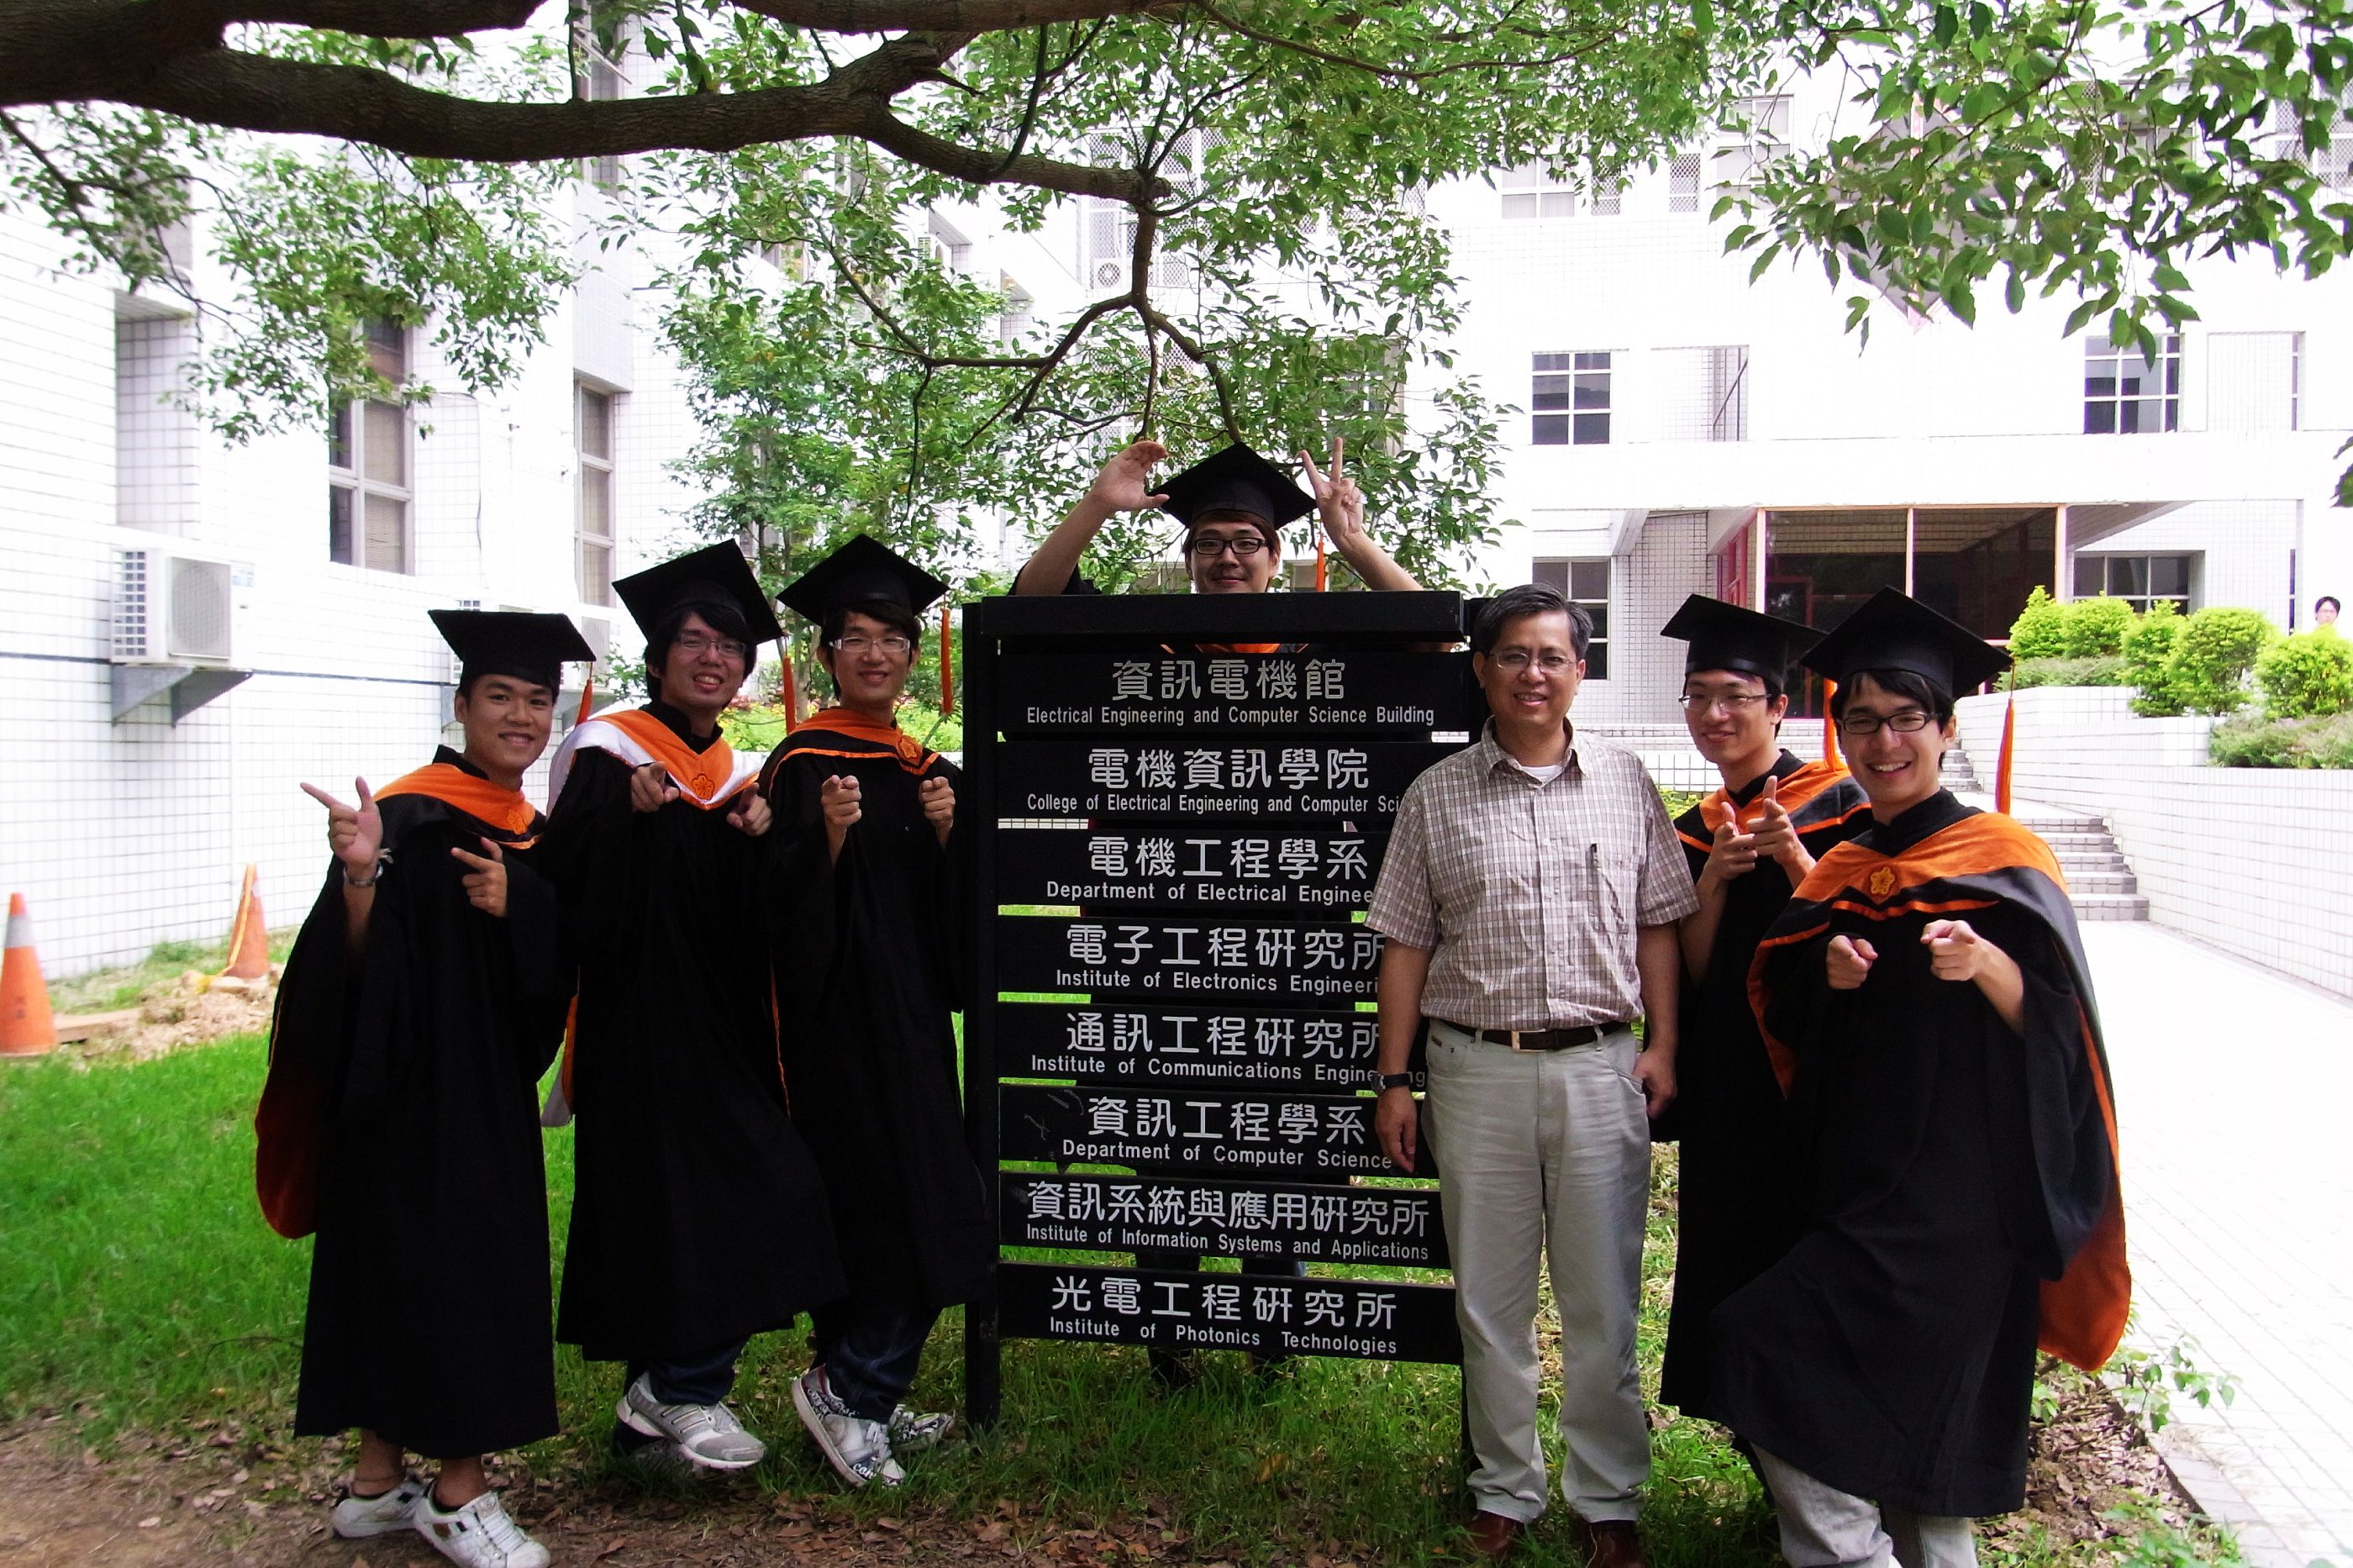 資訊電機館
Electrical Engineering and Computer Science Building
電機資訊學院
College of Electrical Engineering and Computer Sci
電機工程學系
Department of Electrical Enginee
電子工程研究所
Institute of Electronics Engineeri
通訊工程研究所
Institute of Communications Engineering
資訊工程學系
Department of Computer Science
資訊系統與應用研究所
Institute of Information Systems and Applications
光電工程研究所
Institute of Photonics Technologies